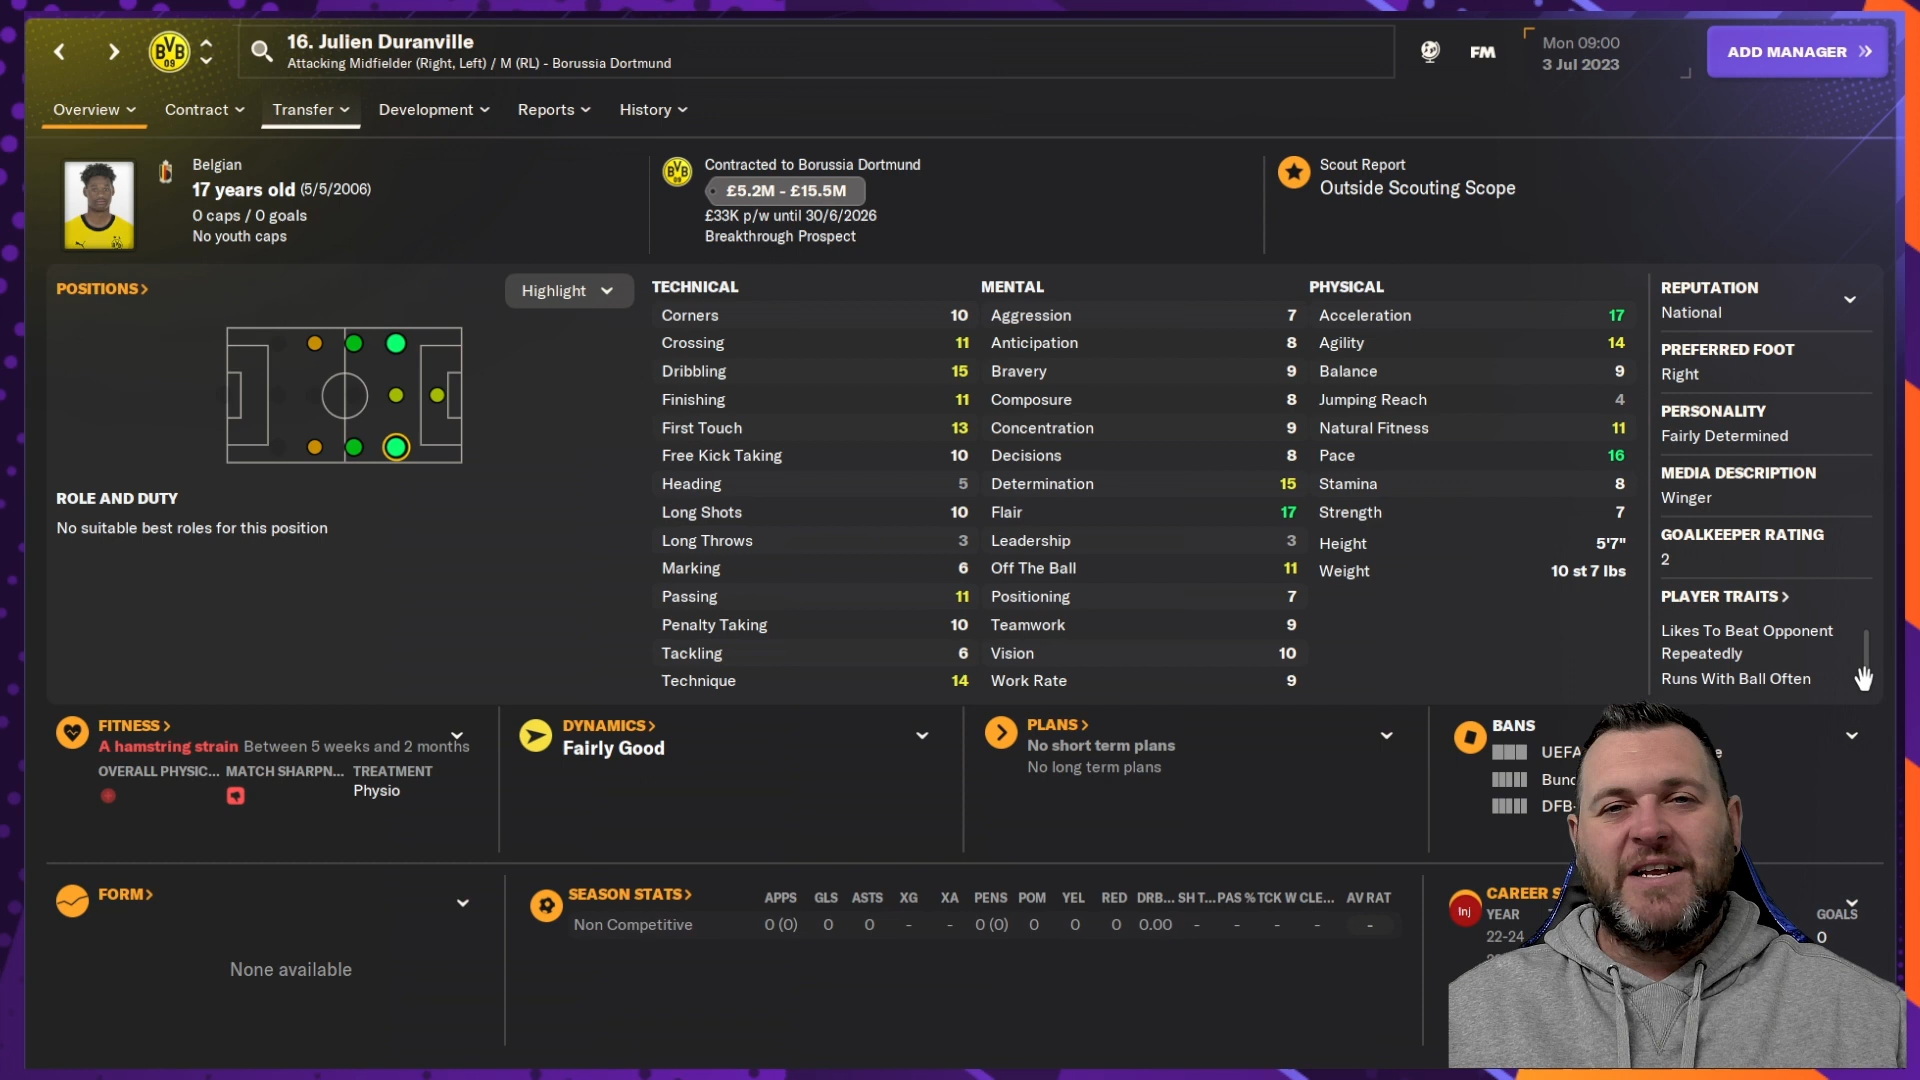 BVB
09
16. Julien Duranville
Attacking Midfielder (Right, Left) / M (RL) - Borussia Dortmund
FM
Mon 09:00
3 Jul 2023
ADD MANAGER
Overview
Contract
Transfer
Development
Reports
History
Belgian
17 years old (5/5/2006)
0 caps / 0 goals
No youth caps
Contracted to Borussia Dortmund
£5.2M - £15.5M
£33K p/w until 30/6/2026
Breakthrough Prospect
Scout Report
Outside Scouting Scope
POSITIONS >
Highlight
ROLE AND DUTY
No suitable best roles for this position
TECHNICAL
Corners 10
Crossing 11
Dribbling 15
Finishing 11
First Touch 13
Free Kick Taking 10
Heading 5
Long Shots 10
Long Throws 3
Marking 6
Passing 11
Penalty Taking 10
Tackling 6
Technique 14
MENTAL
Aggression 7
Anticipation 8
Bravery 9
Composure 8
Concentration 9
Decisions 8
Determination 15
Flair 17
Leadership 3
Off The Ball 11
Positioning 7
Teamwork 9
Vision 10
Work Rate 9
PHYSICAL
Acceleration 17
Agility 14
Balance 9
Jumping Reach 4
Natural Fitness 11
Pace 16
Stamina 8
Strength 7
Height 5'7"
Weight 10 st 7 lbs
REPUTATION
National
PREFERRED FOOT
Right
PERSONALITY
Fairly Determined
MEDIA DESCRIPTION
Winger
GOALKEEPER RATING
2
PLAYER TRAITS >
Likes To Beat Opponent
Repeatedly
Runs With Ball Often
FITNESS >
A hamstring strain Between 5 weeks and 2 months
OVERALL PHYSIC... MATCH SHARPN... TREATMENT
Physio
DYNAMICS >
Fairly Good
PLANS >
No short term plans
No long term plans
BANS
UEFA
Bund
DFB-
FORM >
None available
SEASON STATS > APPS GLS ASTS XG XA PENS POM YEL RED DRB... SH T... PAS % TCK W CLE... AV RAT
Non Competitive 0 (0) 0 0 - - 0 (0) 0 0 0 0.00 - - - - -
Inj
CAREER S
YEAR GOALS
22-24 0